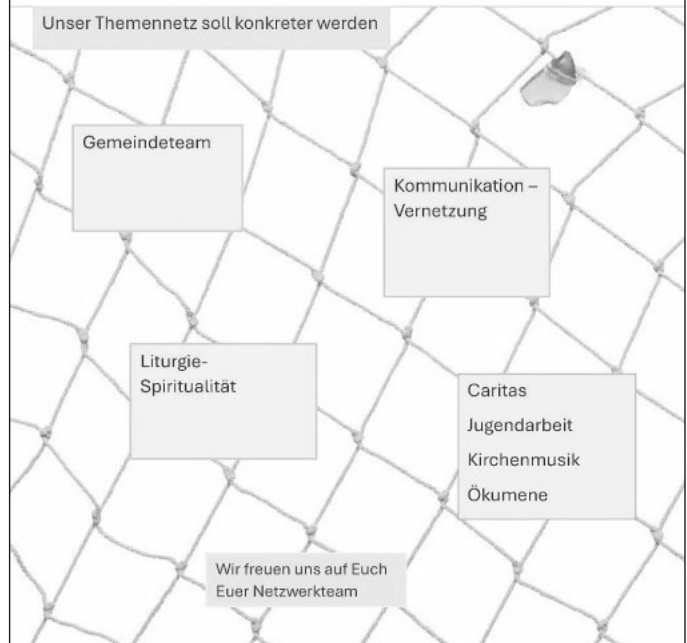 Unser Themennetz soll konkreter werden
Gemeindeteam
Kommunikation –
Vernetzung
Liturgie-
Spiritualität
Caritas
Jugendarbeit
Kirchenmusik
Ökumene
Wir freuen uns auf Euch
Euer Netzwerkteam